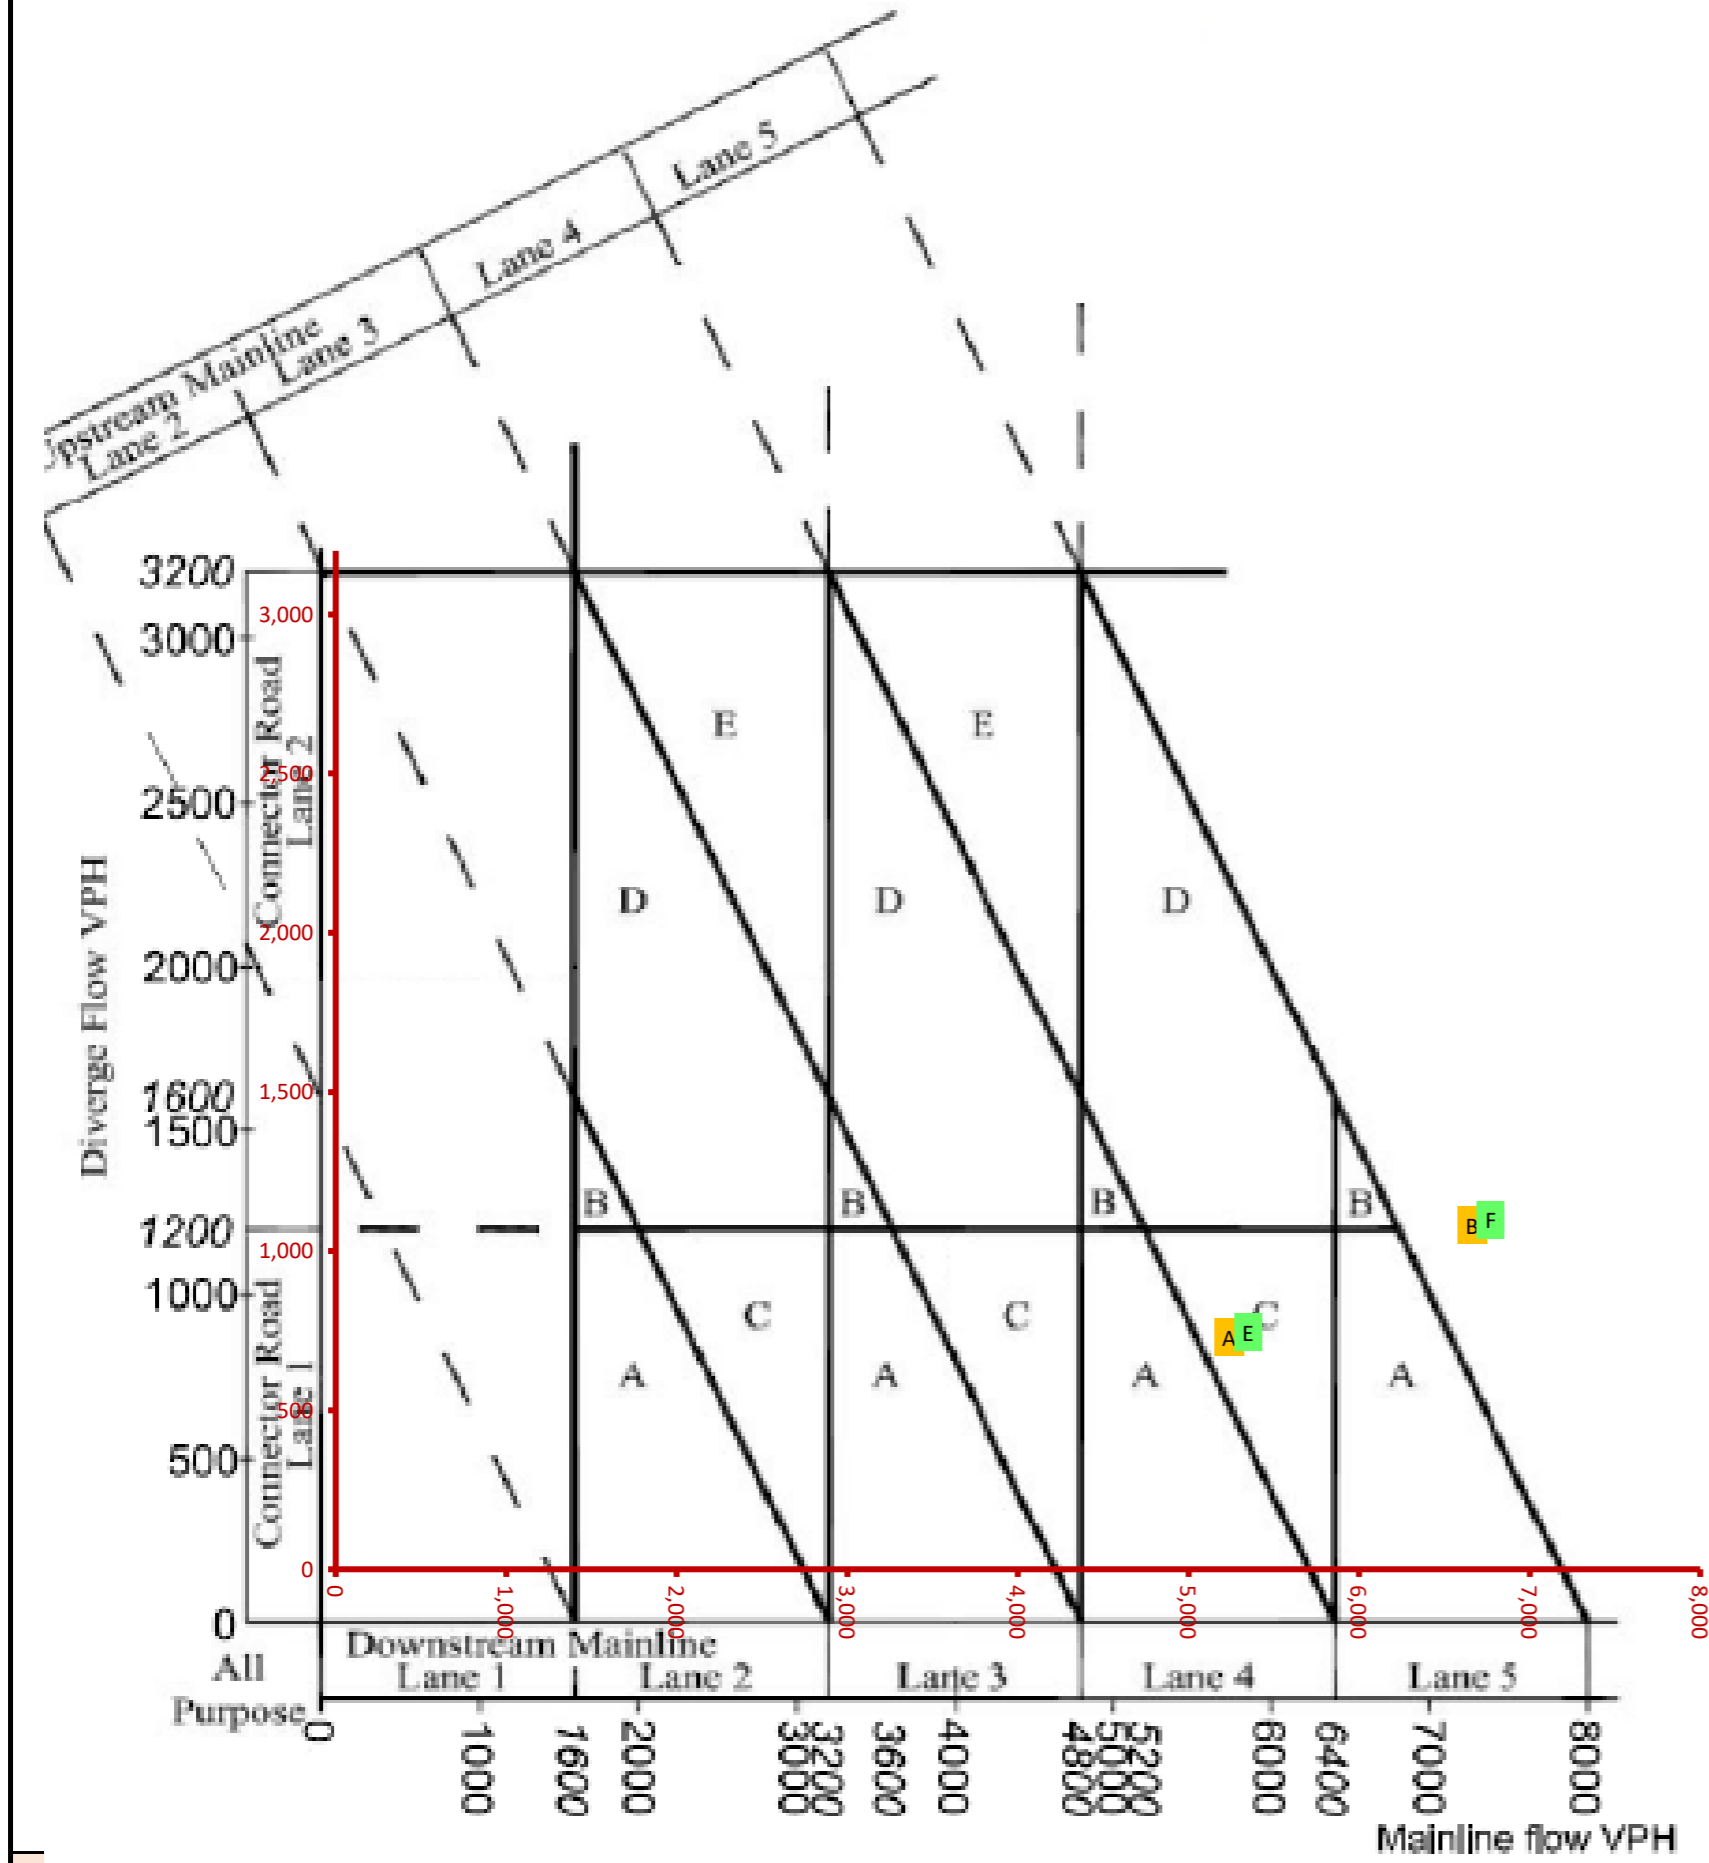 Lane 5
Lane 4
Upstream Mainline
Lane 3
Lane 2
3200
3,000
3000
Connector Road
Lane 2
E
E
2,500
2500
D
D
D
2,000
2000
Diverge Flow VPH
1600
1,500
1500
B
B
B
B
1200
B
F
1,000
1000
Connector Road
Lane 1
C
C
C
A
E
A
A
A
A
500
500
0
0
0
1,000
2,000
3,000
4,000
5,000
6,000
7,000
8,000
Downstream Mainline
All
Purpose
Lane 1
Lane 2
Lane 3
Lane 4
Lane 5
0
1000
1600
2000
3000
3200
3600
4000
4800
5000
5200
6000
6400
7000
8000
Mainline flow VPH